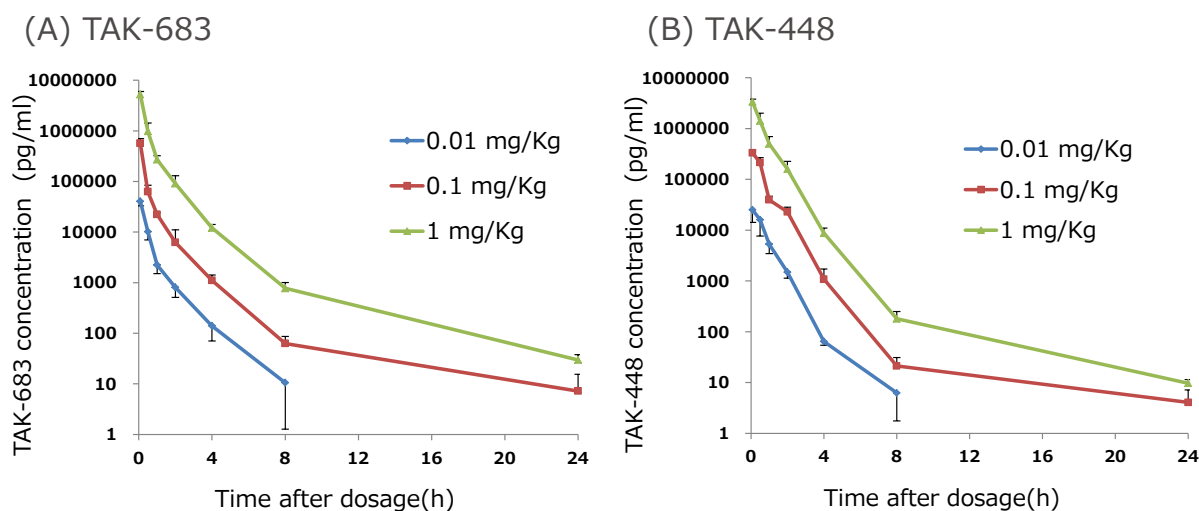 (A) TAK-683
TAK-683 concentration (pg/ml)
10000000
1000000
100000
10000
1000
100
10
1
0.01 mg/Kg
0.1 mg/Kg
1 mg/Kg
0 4 8 12 16 20 24
Time after dosage(h)
(B) TAK-448
TAK-448 concentration (pg/ml)
10000000
1000000
100000
10000
1000
100
10
1
0.01 mg/Kg
0.1 mg/Kg
1 mg/Kg
0 4 8 12 16 20 24
Time after dosage(h)